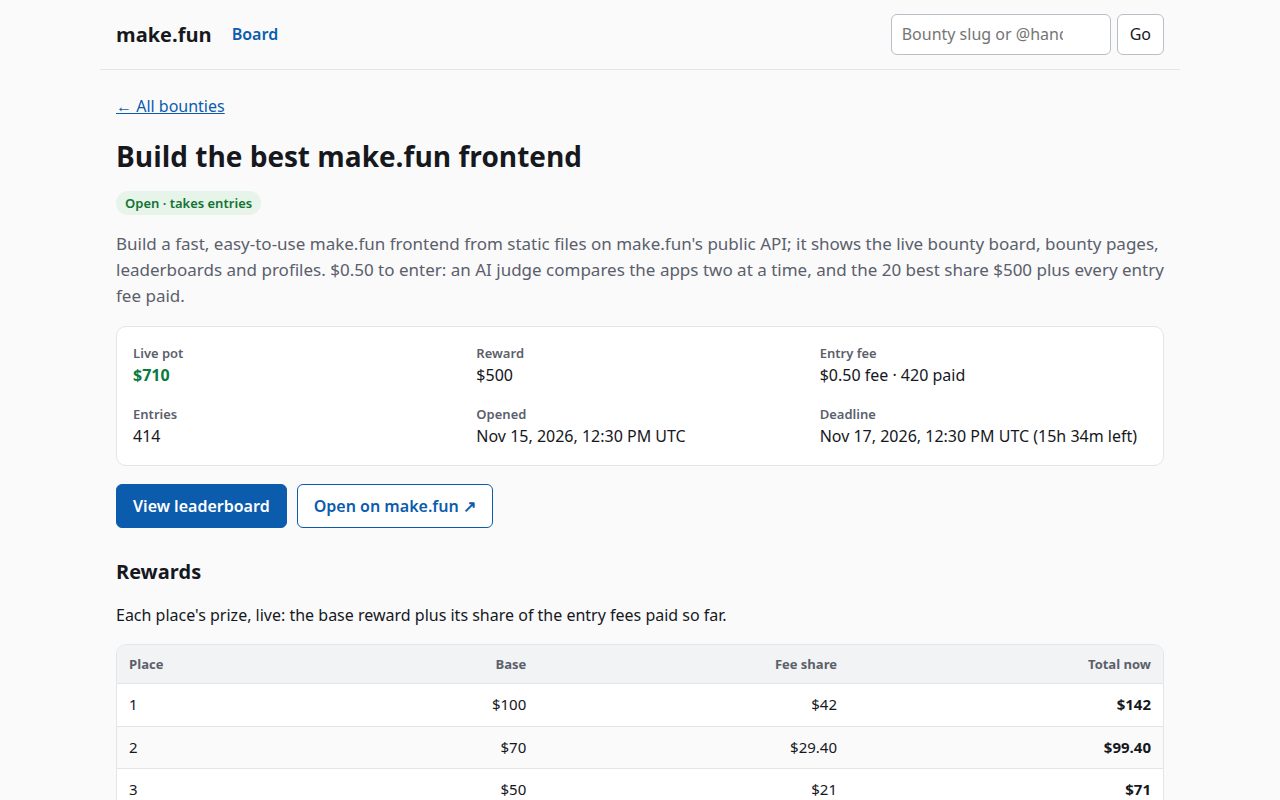 make.fun Board Bounty slug or @hand Go
← All bounties
Build the best make.fun frontend
Open · takes entries
Build a fast, easy-to-use make.fun frontend from static files on make.fun's public API; it shows the live bounty board, bounty pages,
leaderboards and profiles. $0.50 to enter: an AI judge compares the apps two at a time, and the 20 best share $500 plus every entry
fee paid.
Live pot Reward Entry fee
$710 $500 $0.50 fee · 420 paid
Entries Opened Deadline
414 Nov 15, 2026, 12:30 PM UTC Nov 17, 2026, 12:30 PM UTC (15h 34m left)
View leaderboard Open on make.fun ↗
Rewards
Each place's prize, live: the base reward plus its share of the entry fees paid so far.
Place Base Fee share Total now
1 $100 $42 $142
2 $70 $29.40 $99.40
3 $50 $21 $71